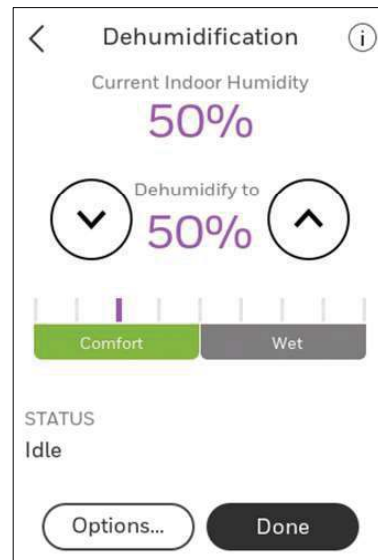 Dehumidification
i
Current Indoor Humidity
50%
Dehumidify to
50%
Comfort
Wet
STATUS
Idle
Options...
Done